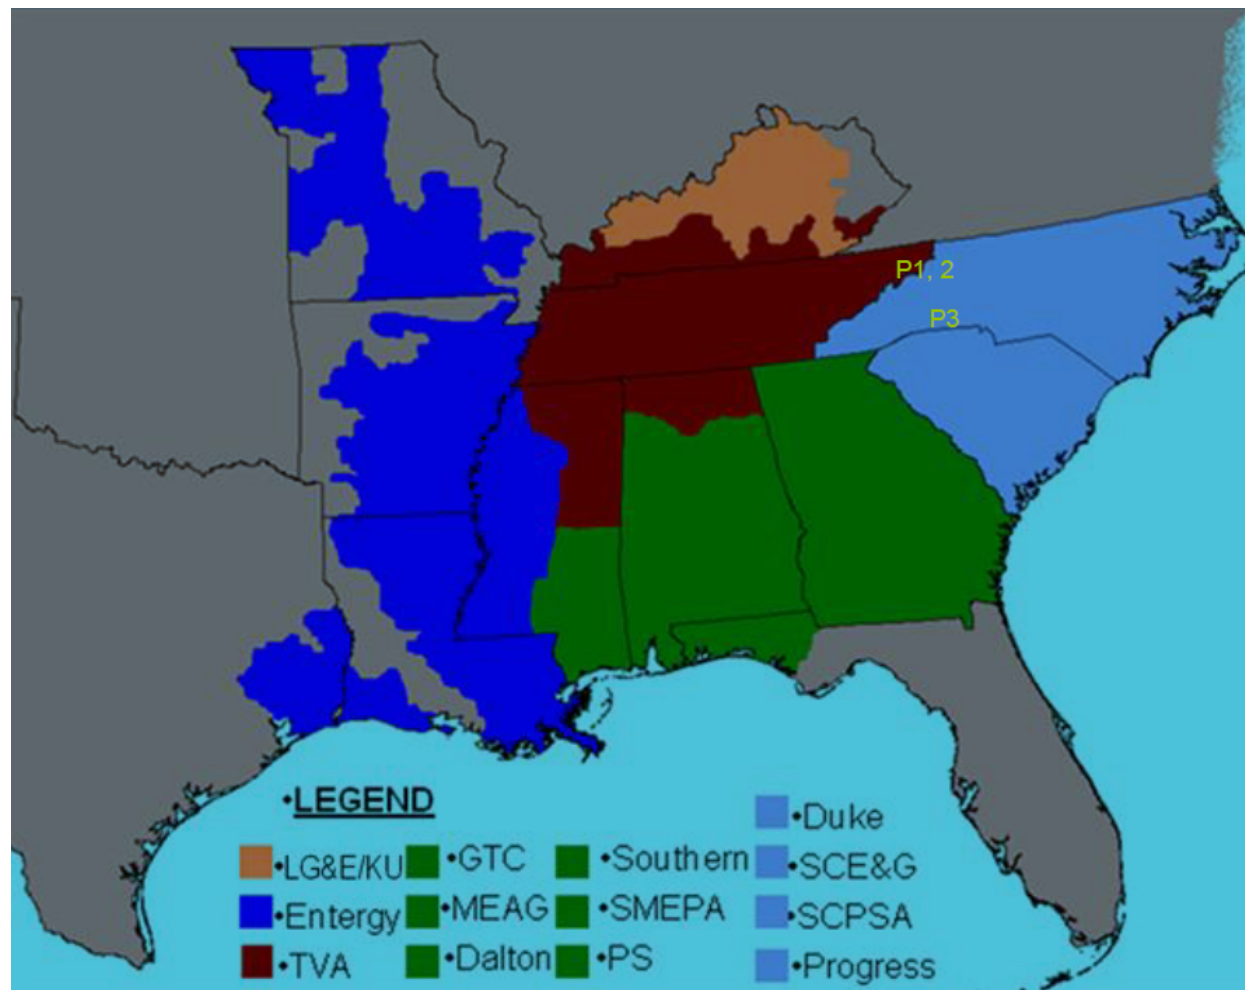 P1, 2
P3
•LEGEND
•Duke
•LG&E/KU •GTC •Southern •SCE&G
•Entergy •MEAG •SMEPA •SCPSA
•TVA •Dalton •PS •Progress